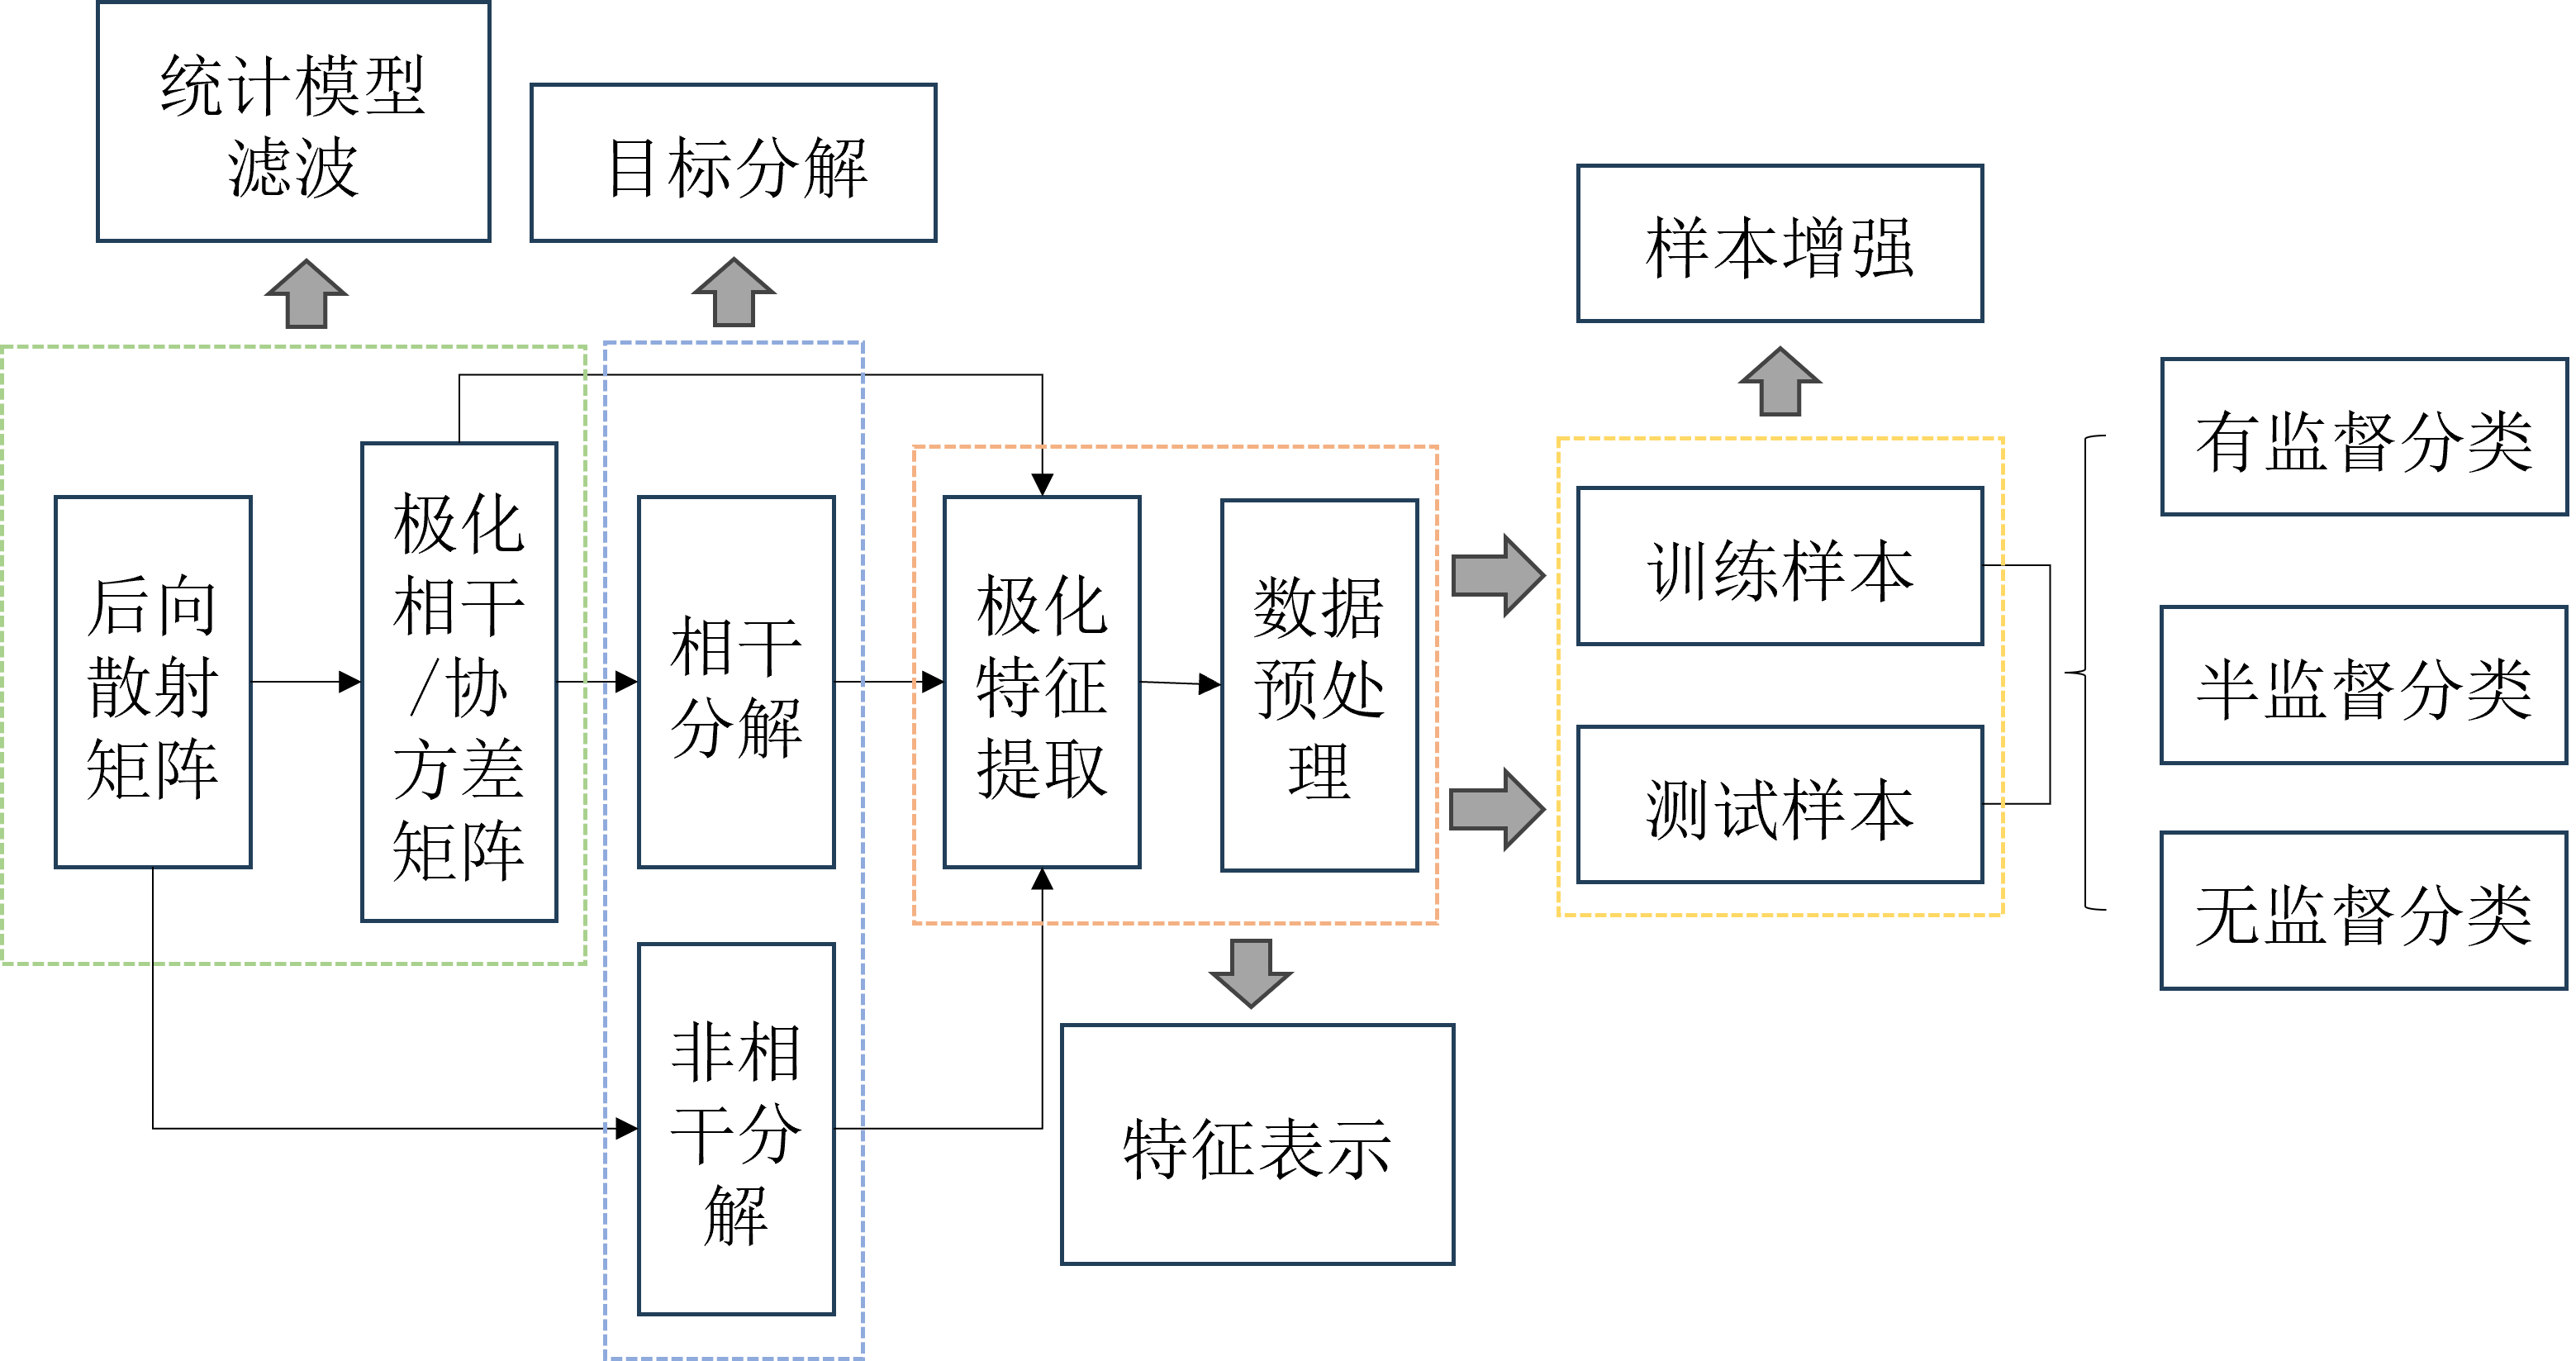 统计模型
滤波
目标分解
样本增强
后向
散射
矩阵
极化
相干
/协
方差
矩阵
相干
分解
非相
干分
解
极化
特征
提取
数据
预处
理
特征表示
训练样本
测试样本
有监督分类
半监督分类
无监督分类